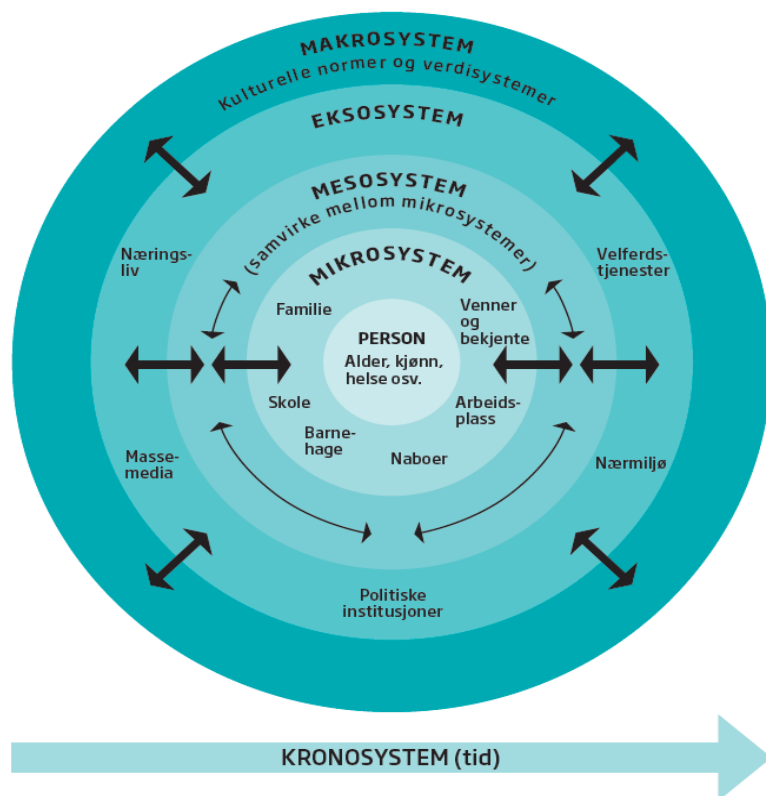 MAKROSYSTEM
Kulturelle normer og verdisystemer
EKSOSYSTEM
MESOSYSTEM
(samvirke mellom mikrosystemer)
MIKROSYSTEM
Nærings-
liv
Velferds-
tjenester
Familie
Venner
og
bekjente
PERSON
Alder, kjønn,
helse osv.
Skole
Barne-
hage
Naboer
Arbeids-
plass
Masse-
media
Nærmiljø
Politiske
institusjoner
KRONOSYSTEM (tid)